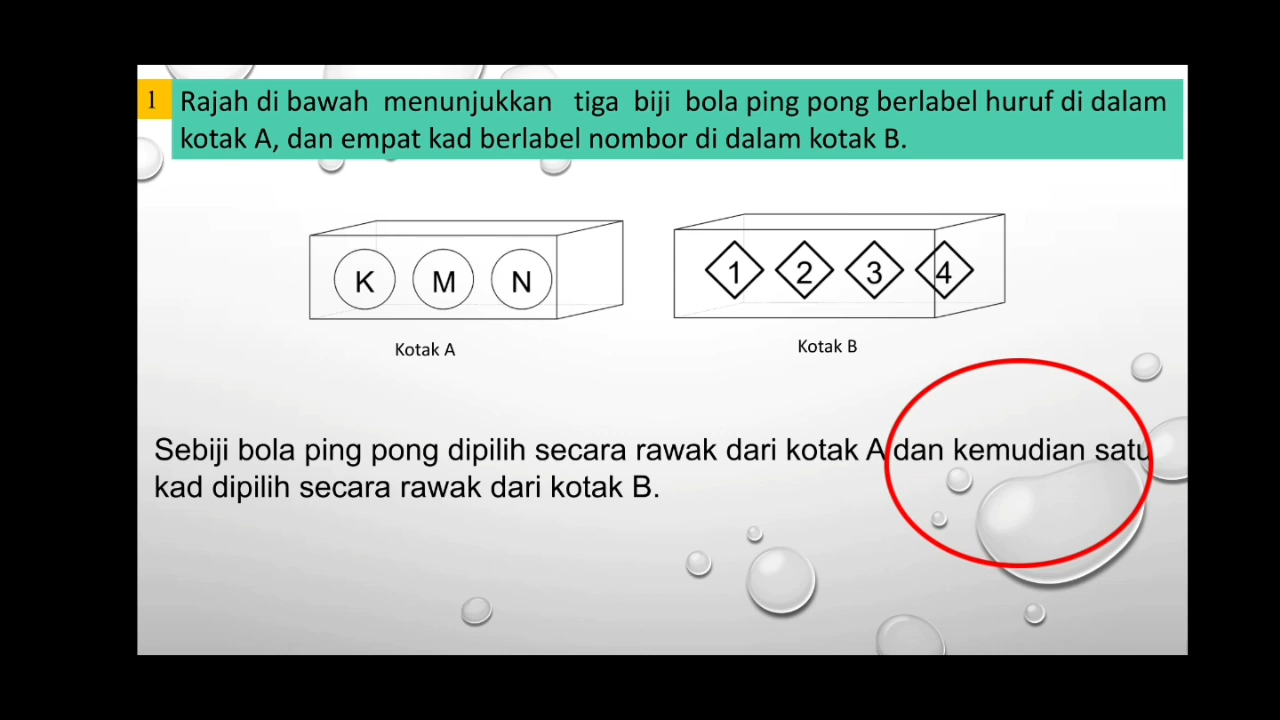 1 Rajah di bawah menunjukkan tiga biji bola ping pong berlabel huruf di dalam
kotak A, dan empat kad berlabel nombor di dalam kotak B.
K M N
1 2 3 4
Kotak A
Kotak B
Sebiji bola ping pong dipilih secara rawak dari kotak A dan kemudian satu
kad dipilih secara rawak dari kotak B.